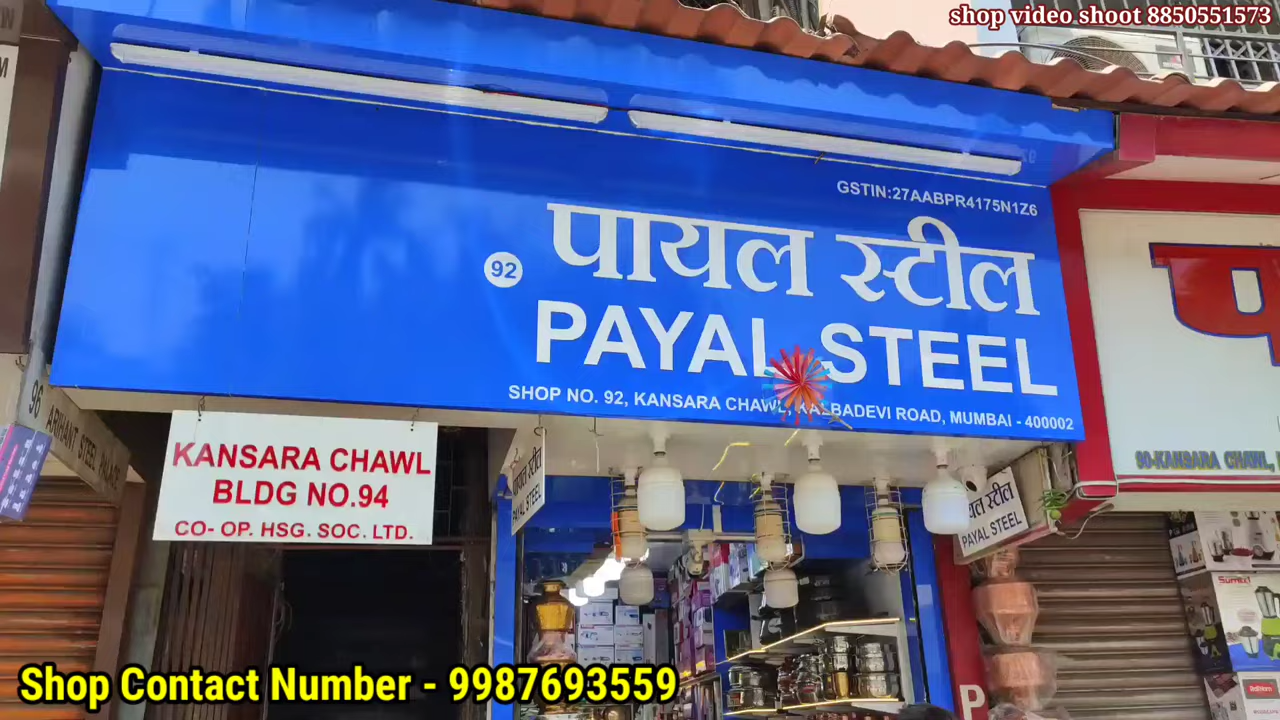 shop video shoot 8850551573
GSTIN:27AABPR4175N1Z6
92
पायल स्टील
PAYAL STEEL
SHOP NO. 92, KANSARA CHAWL, KALBADEVI ROAD, MUMBAI - 400002
96 ARIHANT STEEL PALACE
KANSARA CHAWL
BLDG NO.94
CO- OP. HSG. SOC. LTD.
पायल स्टील
PAYAL STEEL
स्टील
PAYAL STEEL
90-KANSARA CHAWL,
P
Shop Contact Number - 9987693559